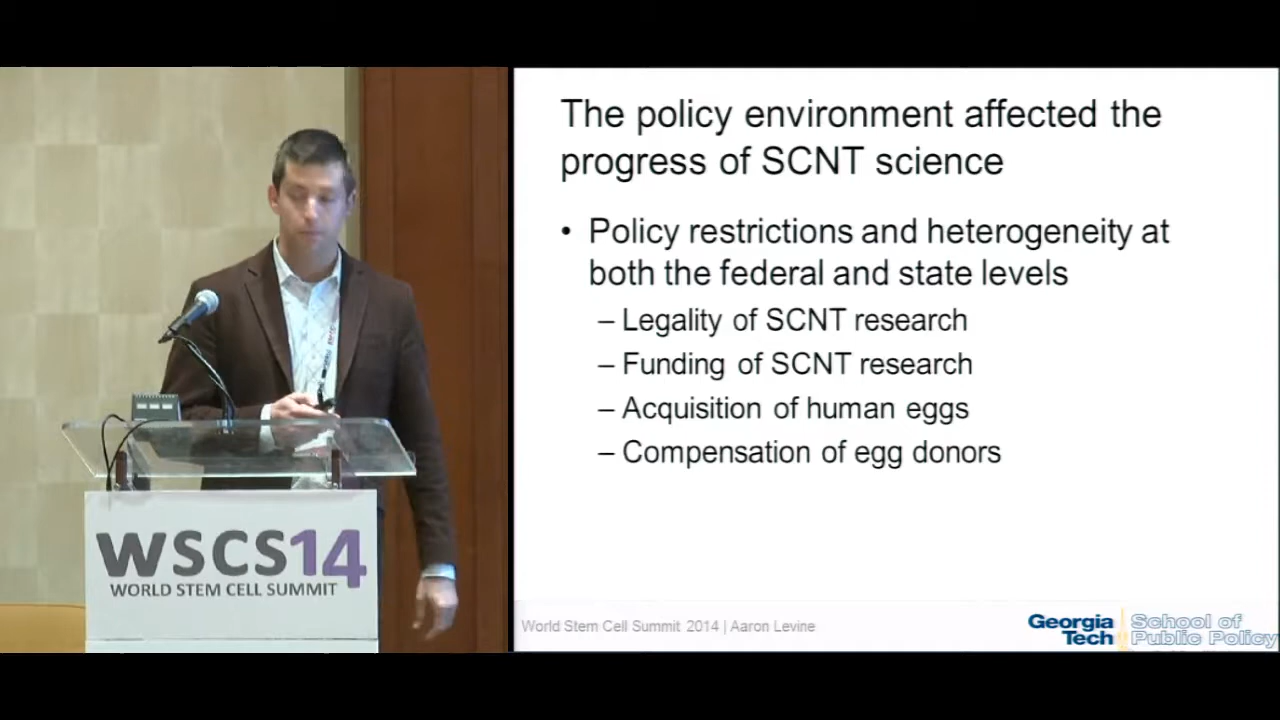 WSCS14
WORLD STEM CELL SUMMIT
The policy environment affected the
progress of SCNT science
• Policy restrictions and heterogeneity at
both the federal and state levels
– Legality of SCNT research
– Funding of SCNT research
– Acquisition of human eggs
– Compensation of egg donors
World Stem Cell Summit 2014 | Aaron Levine
Georgia
Tech
School of
Public Policy